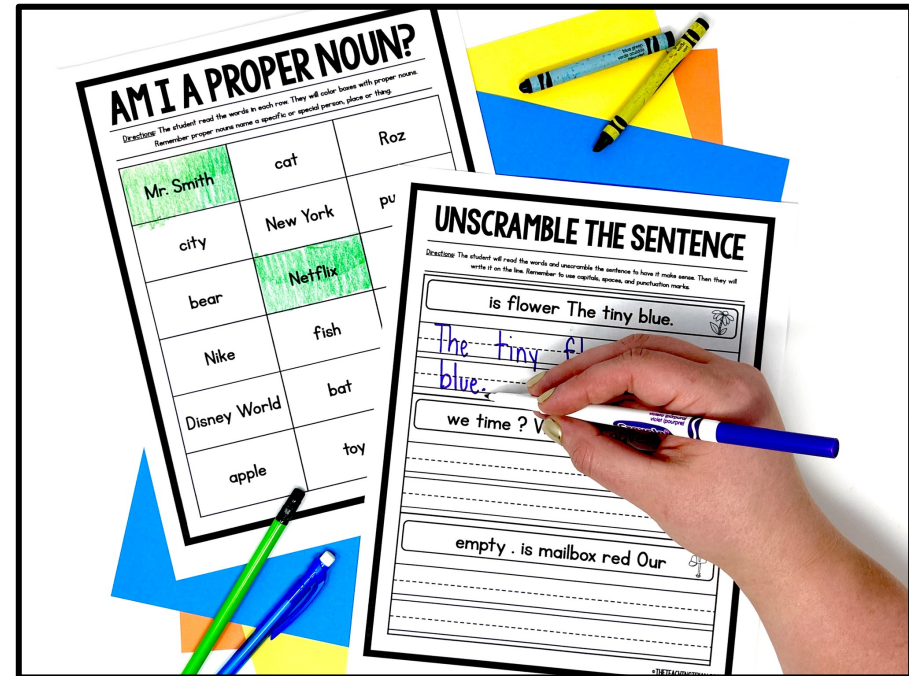 AM I A PROPER NOUN?
Directions: The student read the words in each row. They will color boxes with proper nouns.
Remember proper nouns name a specific or special person, place or thing.
Mr. Smith cat Roz
city New York
bear Netflix
Nike fish
Disney World bat
apple toy
UNSCRAMBLE THE SENTENCE
Directions: The student will read the words and unscramble the sentence to have it make sense. Then they will
write it on the line. Remember to use capitals, spaces, and punctuation marks.
is flower The tiny blue.
The tiny
blue.
we time ?
empty . is mailbox red Our
blue green
violet (purpura)